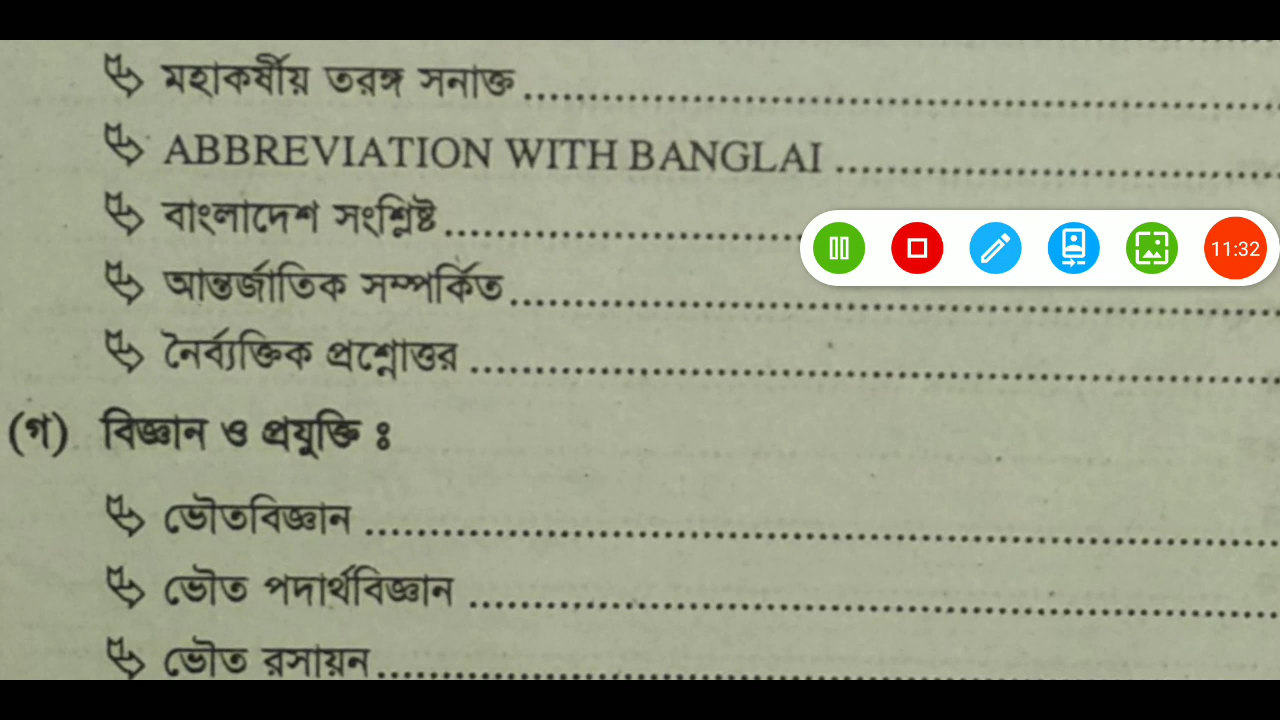 মহাকর্ষীয় তরঙ্গ সনাক্ত ................................................
ABBREVIATION WITH BANGLAI ................................
বাংলাদেশ সংশ্লিষ্ট ................................
11:32
আন্তর্জাতিক সম্পর্কিত ................................................
নৈর্ব্যক্তিক প্রশ্নোত্তর ................................................
(গ) বিজ্ঞান ও প্রযুক্তি ঃ
ভৌতবিজ্ঞান ................................................
ভৌত পদার্থবিজ্ঞান ................................................
ভৌত রসায়ন ................................................